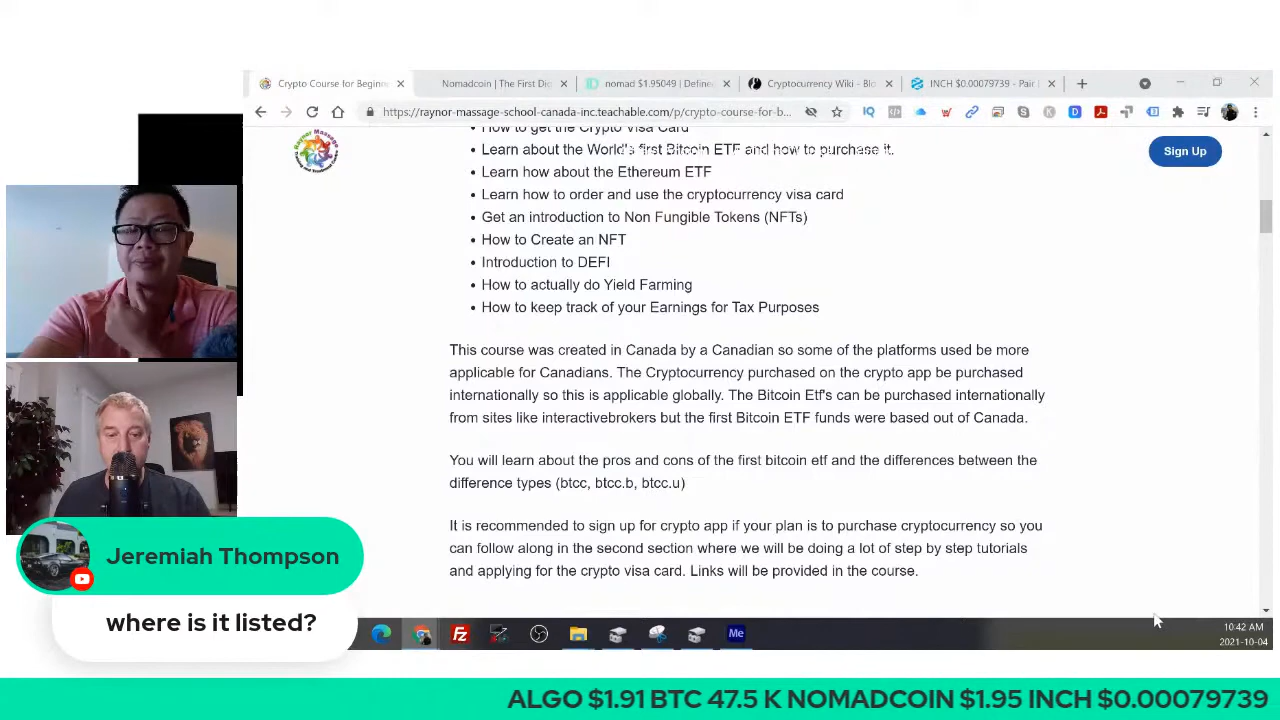 Crypto Course for Beginne
Nomadcoin | The First Di
nomad $1.95049 | Define
Cryptocurrency Wiki - Blo
INCH $0.00079739 - Pair |
https://raynor-massage-school-canada-inc.teachable.com/p/crypto-course-for-b...
Raynor Massage
Sign Up
How to get the Crypto Visa Card
Learn about the World's first Bitcoin ETF and how to purchase it.
Learn how about the Ethereum ETF
Learn how to order and use the cryptocurrency visa card
Get an introduction to Non Fungible Tokens (NFTs)
How to Create an NFT
Introduction to DEFI
How to actually do Yield Farming
How to keep track of your Earnings for Tax Purposes
This course was created in Canada by a Canadian so some of the platforms used be more
applicable for Canadians. The Cryptocurrency purchased on the crypto app be purchased
internationally so this is applicable globally. The Bitcoin Etf's can be purchased internationally
from sites like interactivebrokers but the first Bitcoin ETF funds were based out of Canada.
You will learn about the pros and cons of the first bitcoin etf and the differences between the
difference types (btcc, btcc.b, btcc.u)
It is recommended to sign up for crypto app if your plan is to purchase cryptocurrency so you
can follow along in the second section where we will be doing a lot of step by step tutorials
and applying for the crypto visa card. Links will be provided in the course.
Jeremiah Thompson
where is it listed?
Fz
Me
10:42 AM
2021-10-04
ALGO $1.91 BTC 47.5 K NOMADCOIN $1.95 INCH $0.00079739